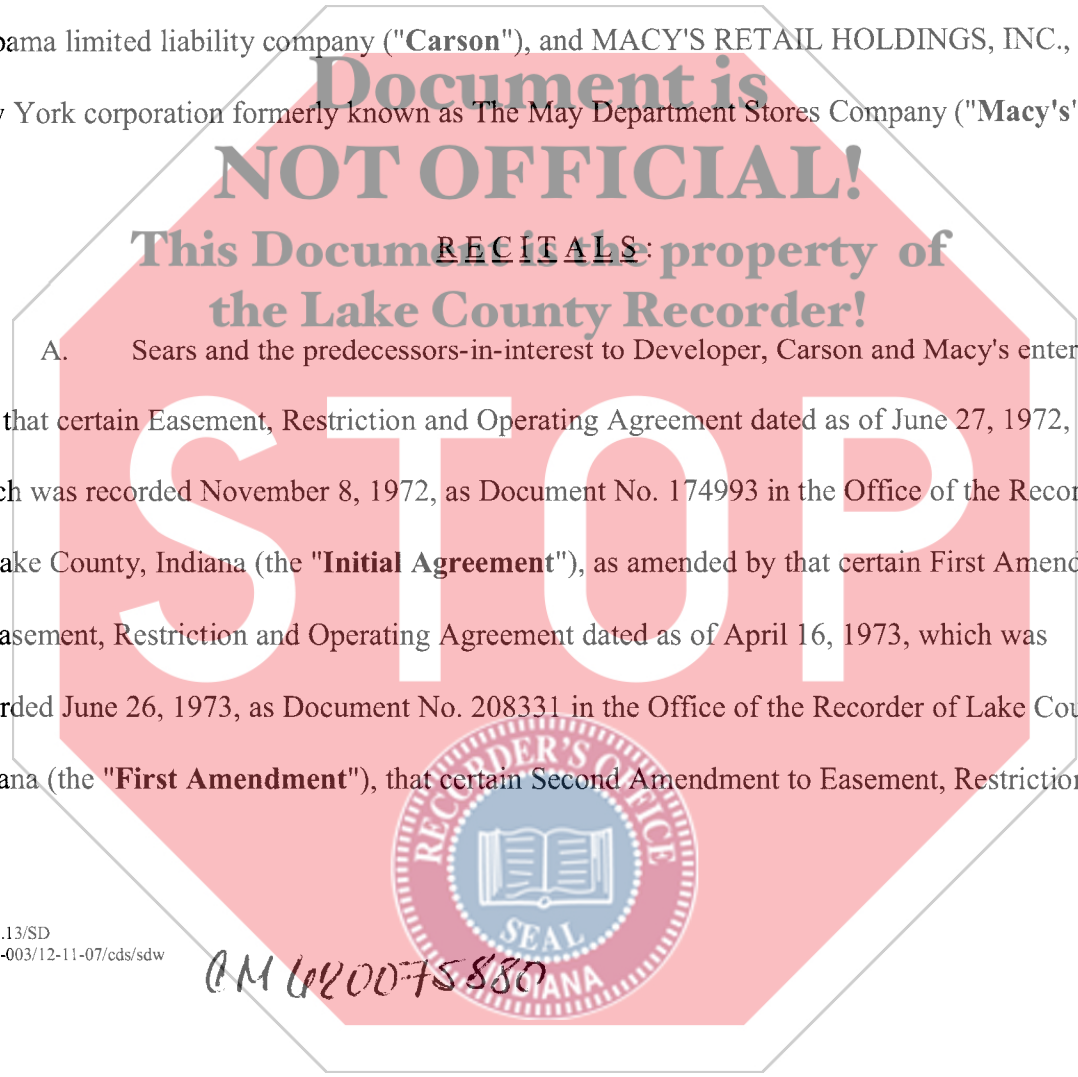 bama limited liability company ("Carson"), and MACY'S RETAIL HOLDINGS, INC.,
Document is
York corporation formerly known as The May Department Stores Company ("Macy's"
NOT OFFICIAL!
RECITALS:
This Document is the property of
the Lake County Recorder!
A. Sears and the predecessors-in-interest to Developer, Carson and Macy's enter
that certain Easement, Restriction and Operating Agreement dated as of June 27, 1972,
ch was recorded November 8, 1972, as Document No. 174993 in the Office of the Recor
ake County, Indiana (the "Initial Agreement"), as amended by that certain First Amend
STOP
asement, Restriction and Operating Agreement dated as of April 16, 1973, which was
rded June 26, 1973, as Document No. 208331 in the Office of the Recorder of Lake Cou
ana (the "First Amendment"), that certain Second Amendment to Easement, Restriction
RECORDER'S OFFICE
SEAL
INDIANA
.13/SD
-003/12-11-07/cds/sdw